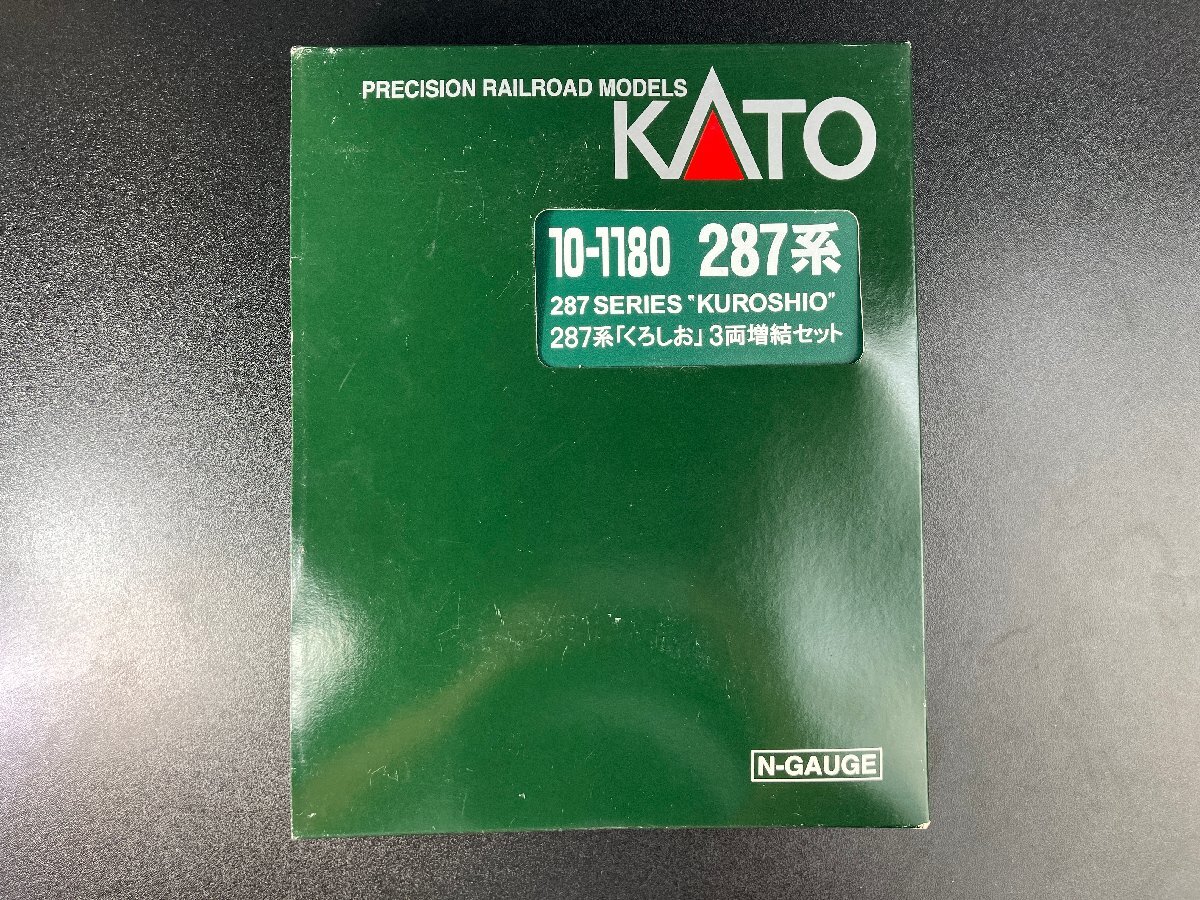 PRECISION RAILROAD MODELS
KATO
10-1180 287系
287 SERIES "KUROSHIO"
287系「くろしお」3両増結セット
N-GAUGE